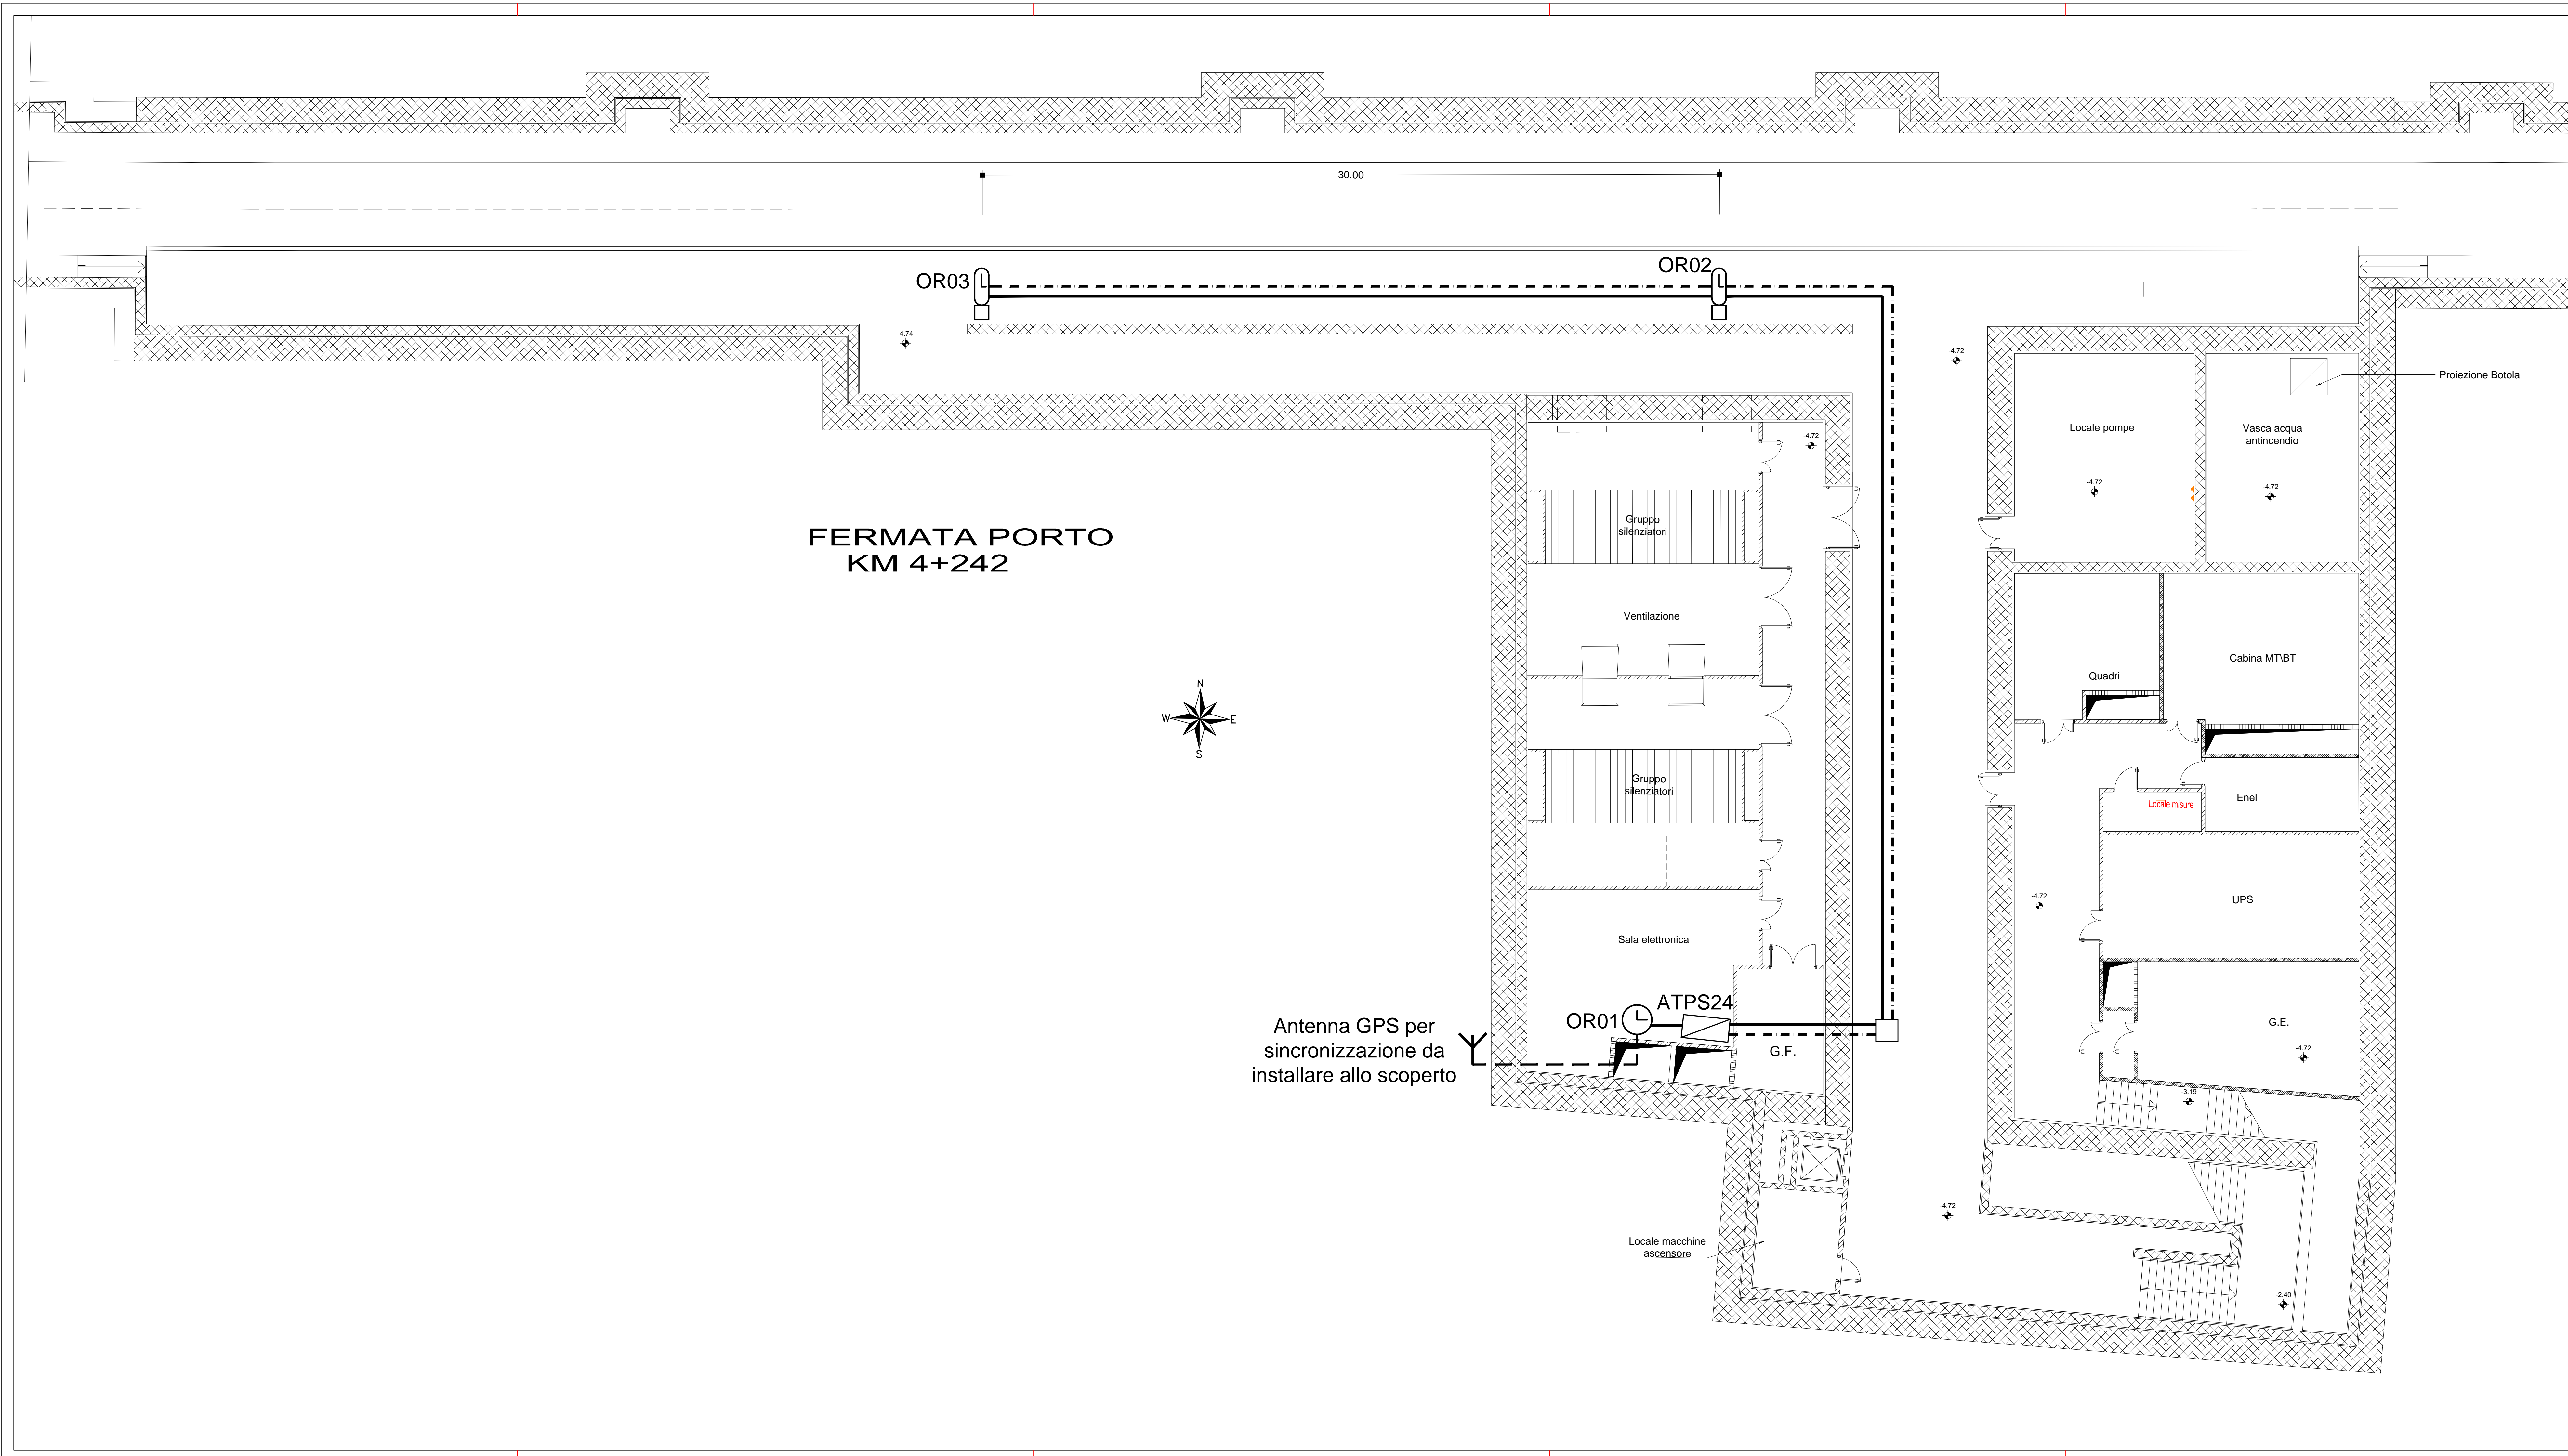 30.00
OR03
OR02
-4.74
-4.72
Proiezione Botola
Locale pompe
Vasca acqua
antincendio
-4.72
-4.72
-4.72
Gruppo
silenziatori
FERMATA PORTO
KM 4+242
Ventilazione
Cabina MT\BT
Quadri
N
W
E
S
Gruppo
silenziatori
Locale misure
Enel
-4.72
UPS
Sala elettronica
ATPS24
OR01
Antenna GPS per
sincronizzazione da
installare allo scoperto
G.F.
G.E.
-4.72
-3.19
-4.72
Locale macchine
ascensore
-2.40